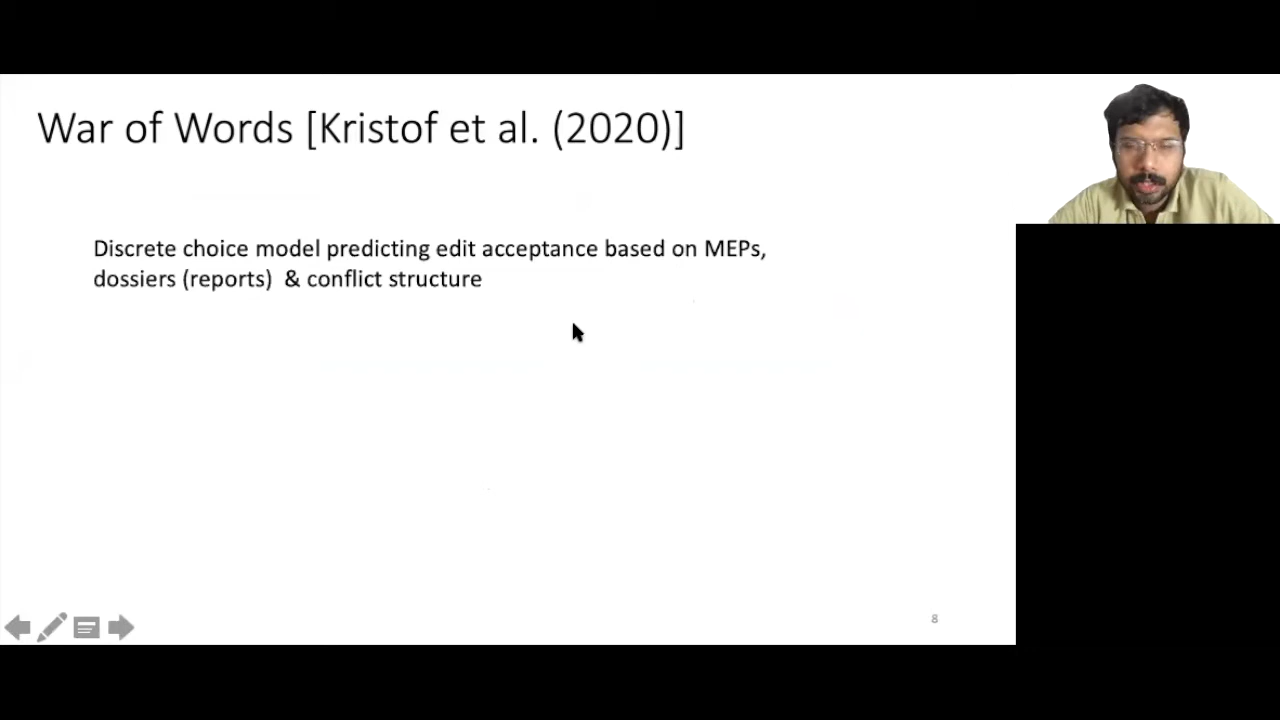 War of Words [Kristof et al. (2020)]
Discrete choice model predicting edit acceptance based on MEPs,
dossiers (reports) & conflict structure
8